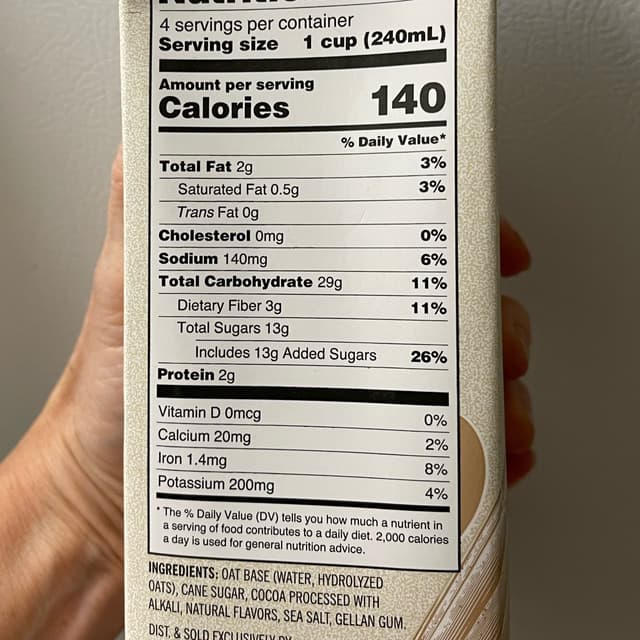 4 servings per container
Serving size 1 cup (240mL)
Amount per serving
Calories 140
% Daily Value*
Total Fat 2g 3%
Saturated Fat 0.5g 3%
Trans Fat 0g
Cholesterol 0mg 0%
Sodium 140mg 6%
Total Carbohydrate 29g 11%
Dietary Fiber 3g 11%
Total Sugars 13g
Includes 13g Added Sugars 26%
Protein 2g
Vitamin D 0mcg 0%
Calcium 20mg 2%
Iron 1.4mg 8%
Potassium 200mg 4%
* The % Daily Value (DV) tells you how much a nutrient in
a serving of food contributes to a daily diet. 2,000 calories
a day is used for general nutrition advice.
INGREDIENTS: OAT BASE (WATER, HYDROLYZED
OATS), CANE SUGAR, COCOA PROCESSED WITH
ALKALI, NATURAL FLAVORS, SEA SALT, GELLAN GUM.
DIST. & SOLD EXCLUSIVELY BY